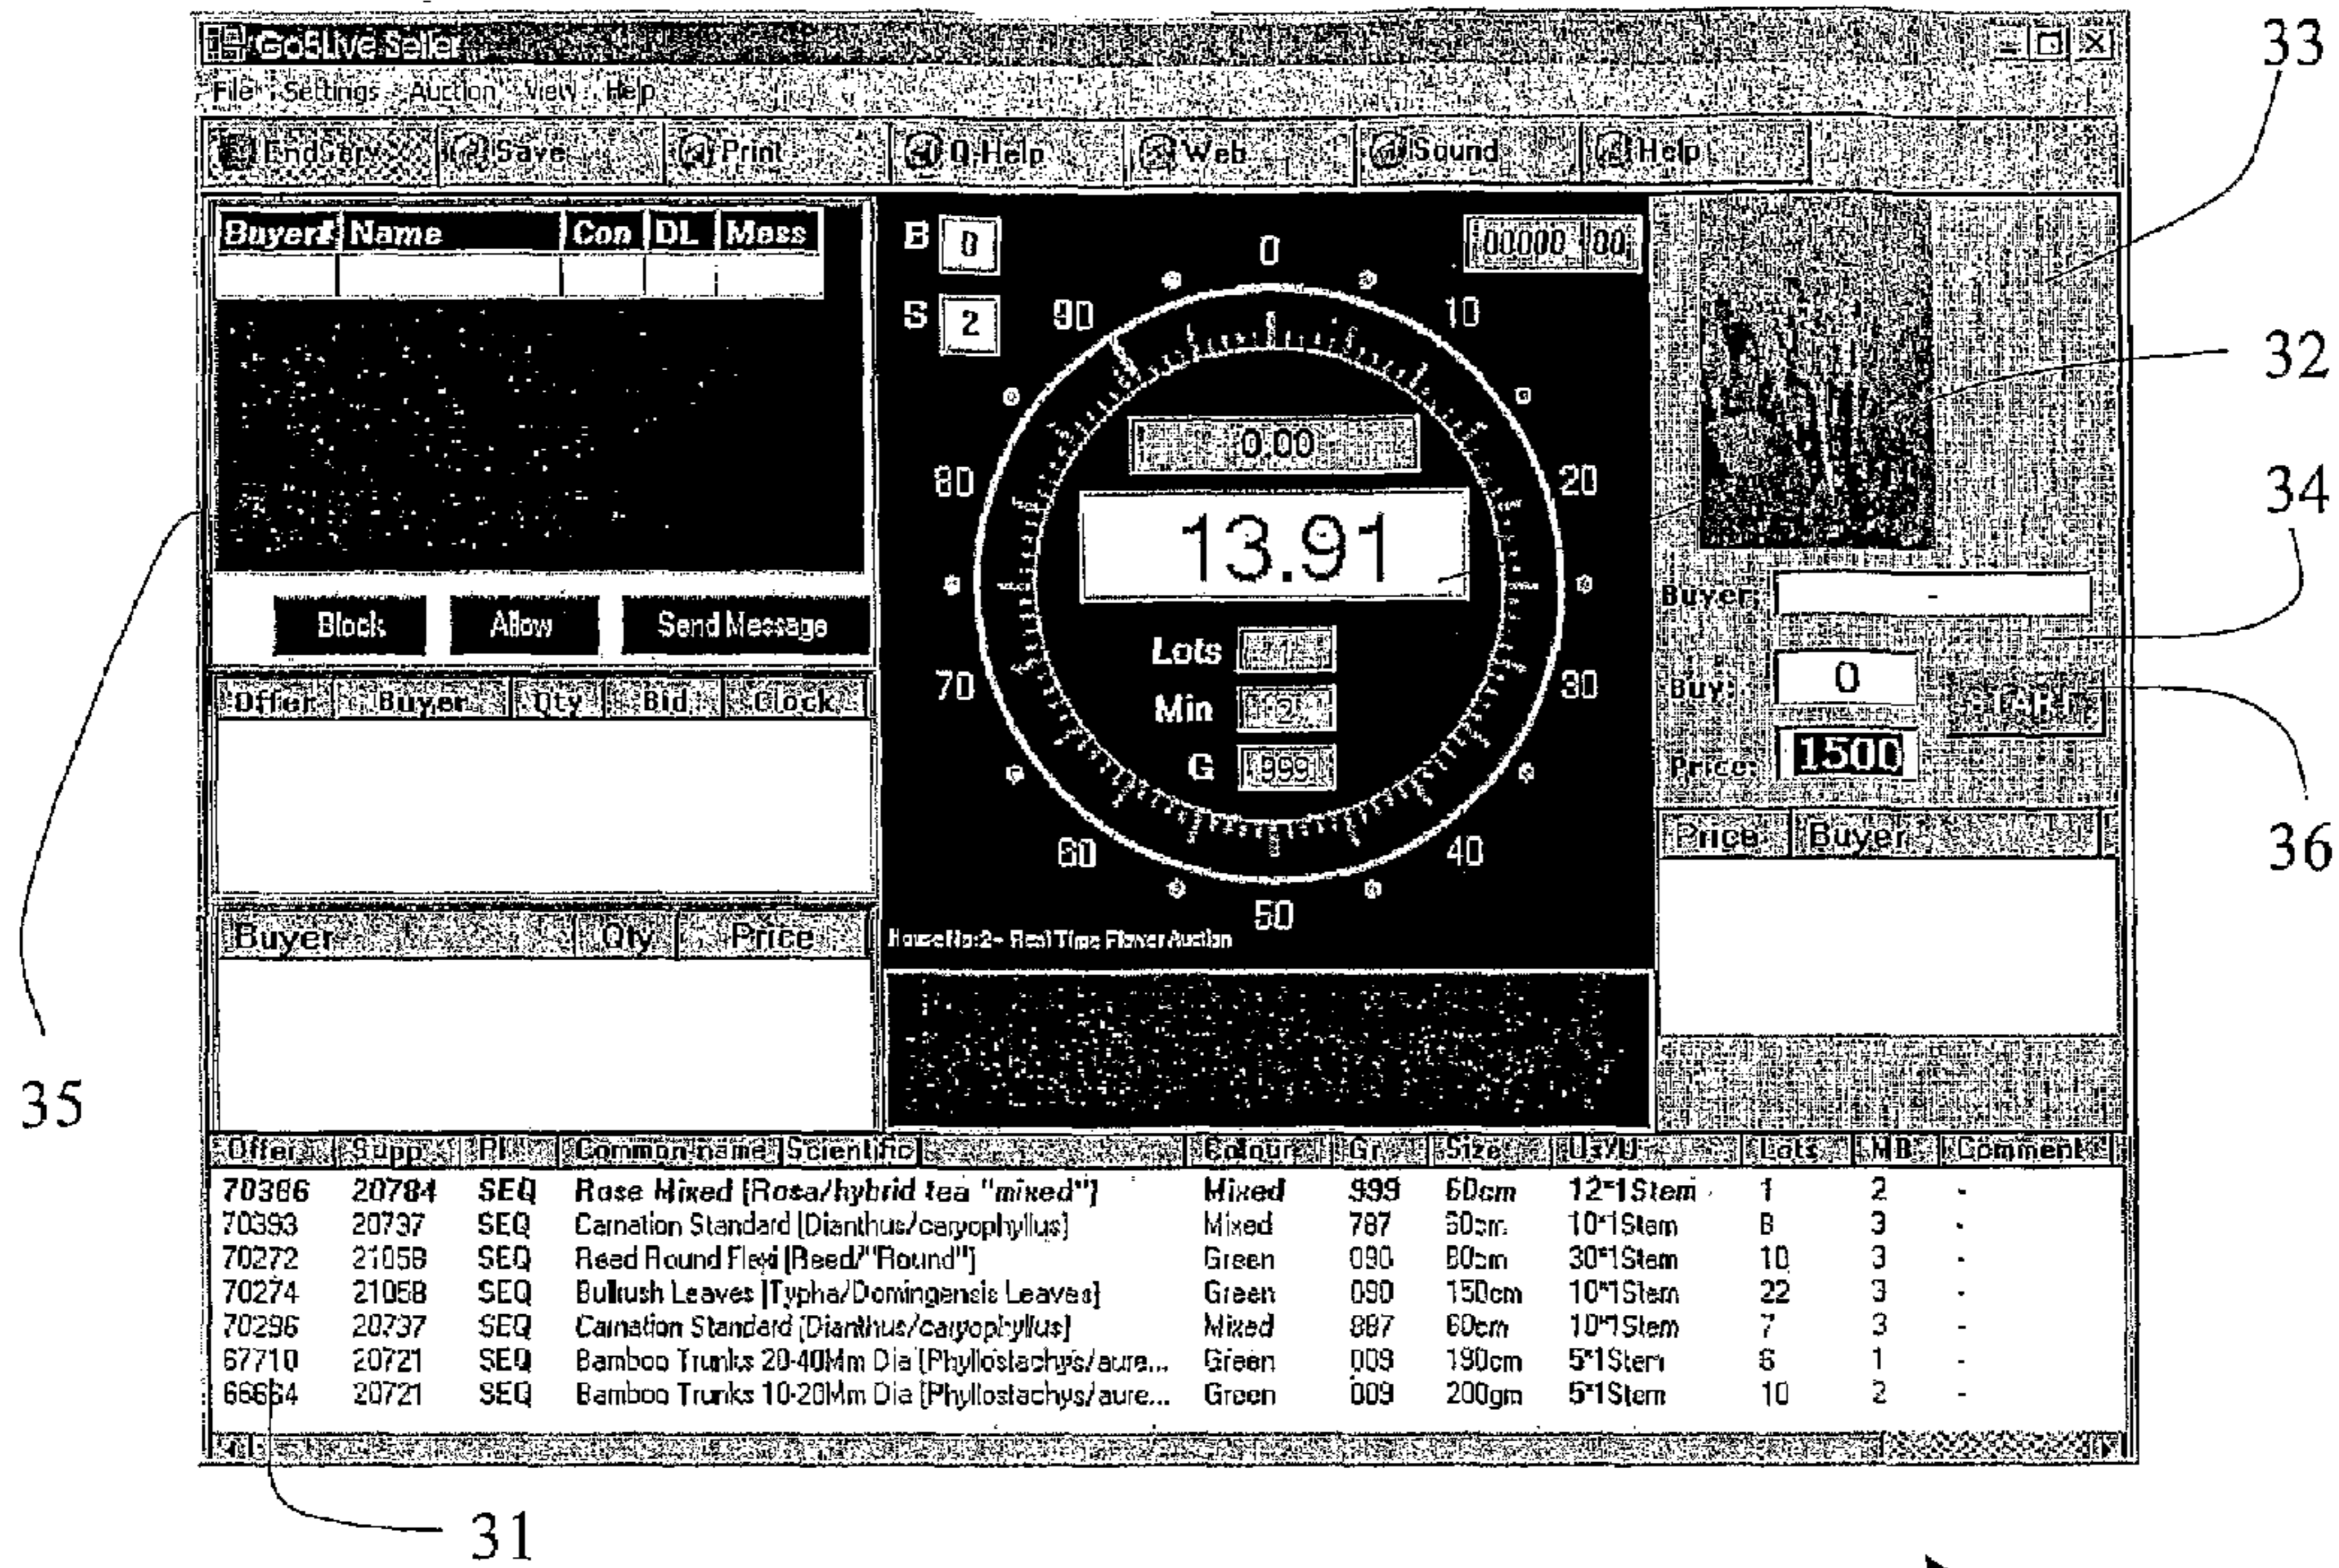 Go5Live Seller
File Settings Auction View Help
EndServ Save Print Q-Help Web Sound Help
33
Buyer# Name Con DL Mess
B 0
S 2
00000 00
0
10
20
30
40
50
60
70
80
90
0.00
13.91
Lots 1
Min 2
G 999
House No:2- Real Time Flower Auction
32
34
Block Allow Send Message
Buyer: -
Buy: 0
START
Price: 1500
36
Offer Buyer Qty Bid Clock
Price Buyer
Buyer Qty Price
35
Offer Supp Pl. Common name [Scientific] Colour Gr. Size Us/U Lots MB Comment
70386 20784 SEQ Rose Mixed [Rosa/hybrid tea "mixed"] Mixed 999 60cm 12*1Stem 1 2 -
70393 20737 SEQ Carnation Standard [Dianthus/caryophyllus] Mixed 787 60cm 10*1Stem 8 3 -
70272 21058 SEQ Reed Round Flexi [Reed/"Round"] Green 090 80cm 30*1Stem 10 3 -
70274 21058 SEQ Bullrush Leaves [Typha/Domingensis Leaves] Green 090 150cm 10*1Stem 22 3 -
70296 20737 SEQ Carnation Standard [Dianthus/caryophyllus] Mixed 887 60cm 10*1Stem 7 3 -
67710 20721 SEQ Bamboo Trunks 20-40Mm Dia [Phyllostachys/aure... Green 009 190cm 5*1Stem 6 1 -
66664 20721 SEQ Bamboo Trunks 10-20Mm Dia [Phyllostachys/aure... Green 009 200gm 5*1Stem 10 2 -
31